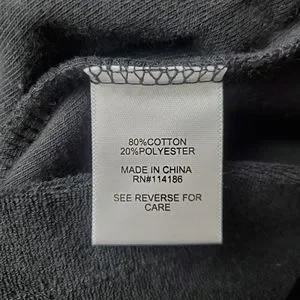 80%COTTON
20%POLYESTER
MADE IN CHINA
RN#114186
SEE REVERSE FOR
CARE